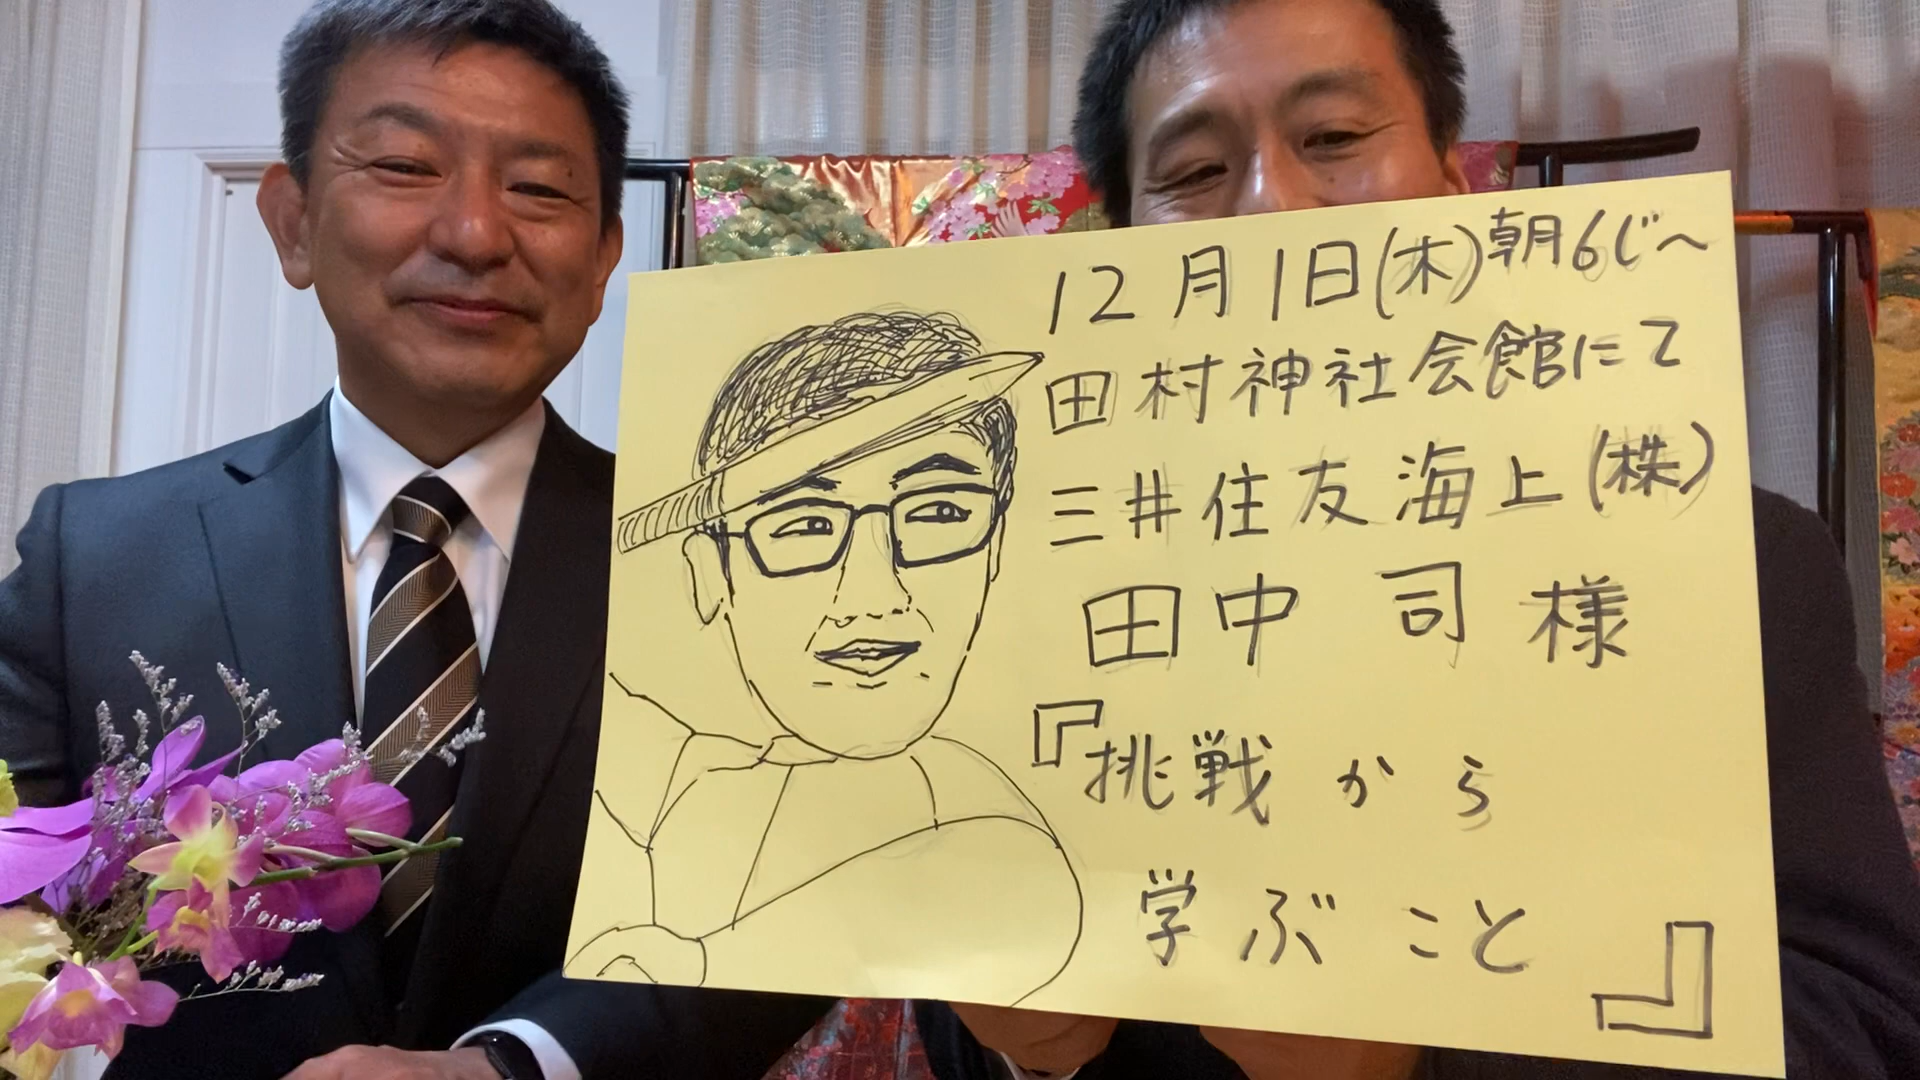 12月1日(木)朝6じ〜
田村神社会館にて
三井住友海上(株)
田中 司 様
『挑戦から
学ぶこと』